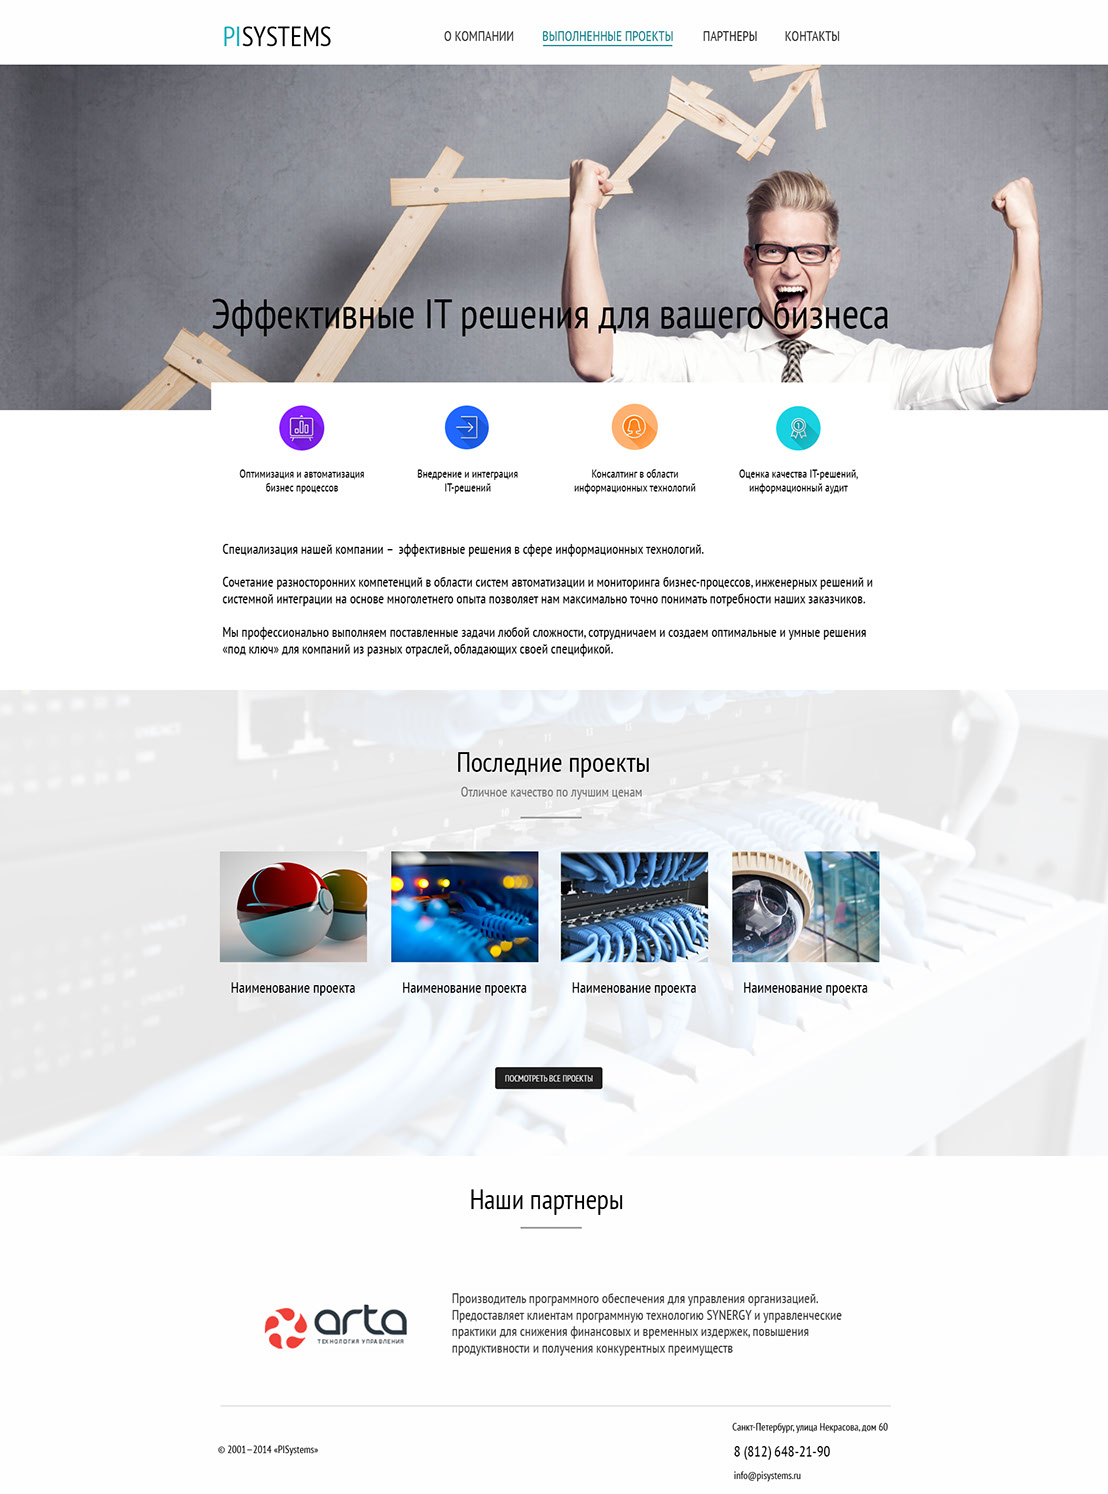 PISYSTEMS
О КОМПАНИИ ВЫПОЛНЕННЫЕ ПРОЕКТЫ ПАРТНЕРЫ КОНТАКТЫ
Эффективные IT решения для вашего бизнеса
Оптимизация и автоматизация
бизнес процессов
Внедрение и интеграция
IT-решений
Консалтинг в области
информационных технологий
Оценка качества IT-решений,
информационный аудит
Специализация нашей компании – эффективные решения в сфере информационных технологий.
Сочетание разносторонних компетенций в области систем автоматизации и мониторинга бизнес-процессов, инженерных решений и
системной интеграции на основе многолетнего опыта позволяет нам максимально точно понимать потребности наших заказчиков.
Мы профессионально выполняем поставленные задачи любой сложности, сотрудничаем и создаем оптимальные и умные решения
«под ключ» для компаний из разных отраслей, обладающих своей спецификой.
Последние проекты
Отличное качество по лучшим ценам
Наименование проекта
Наименование проекта
Наименование проекта
Наименование проекта
ПОСМОТРЕТЬ ВСЕ ПРОЕКТЫ
Наши партнеры
arta
ТЕХНОЛОГИЯ УПРАВЛЕНИЯ
Производитель программного обеспечения для управления организацией.
Предоставляет клиентам программную технологию SYNERGY и управленческие
практики для снижения финансовых и временных издержек, повышения
продуктивности и получения конкурентных преимуществ
© 2001—2014 «PISystems»
Санкт-Петербург, улица Некрасова, дом 60
8 (812) 648-21-90
info@pisystems.ru